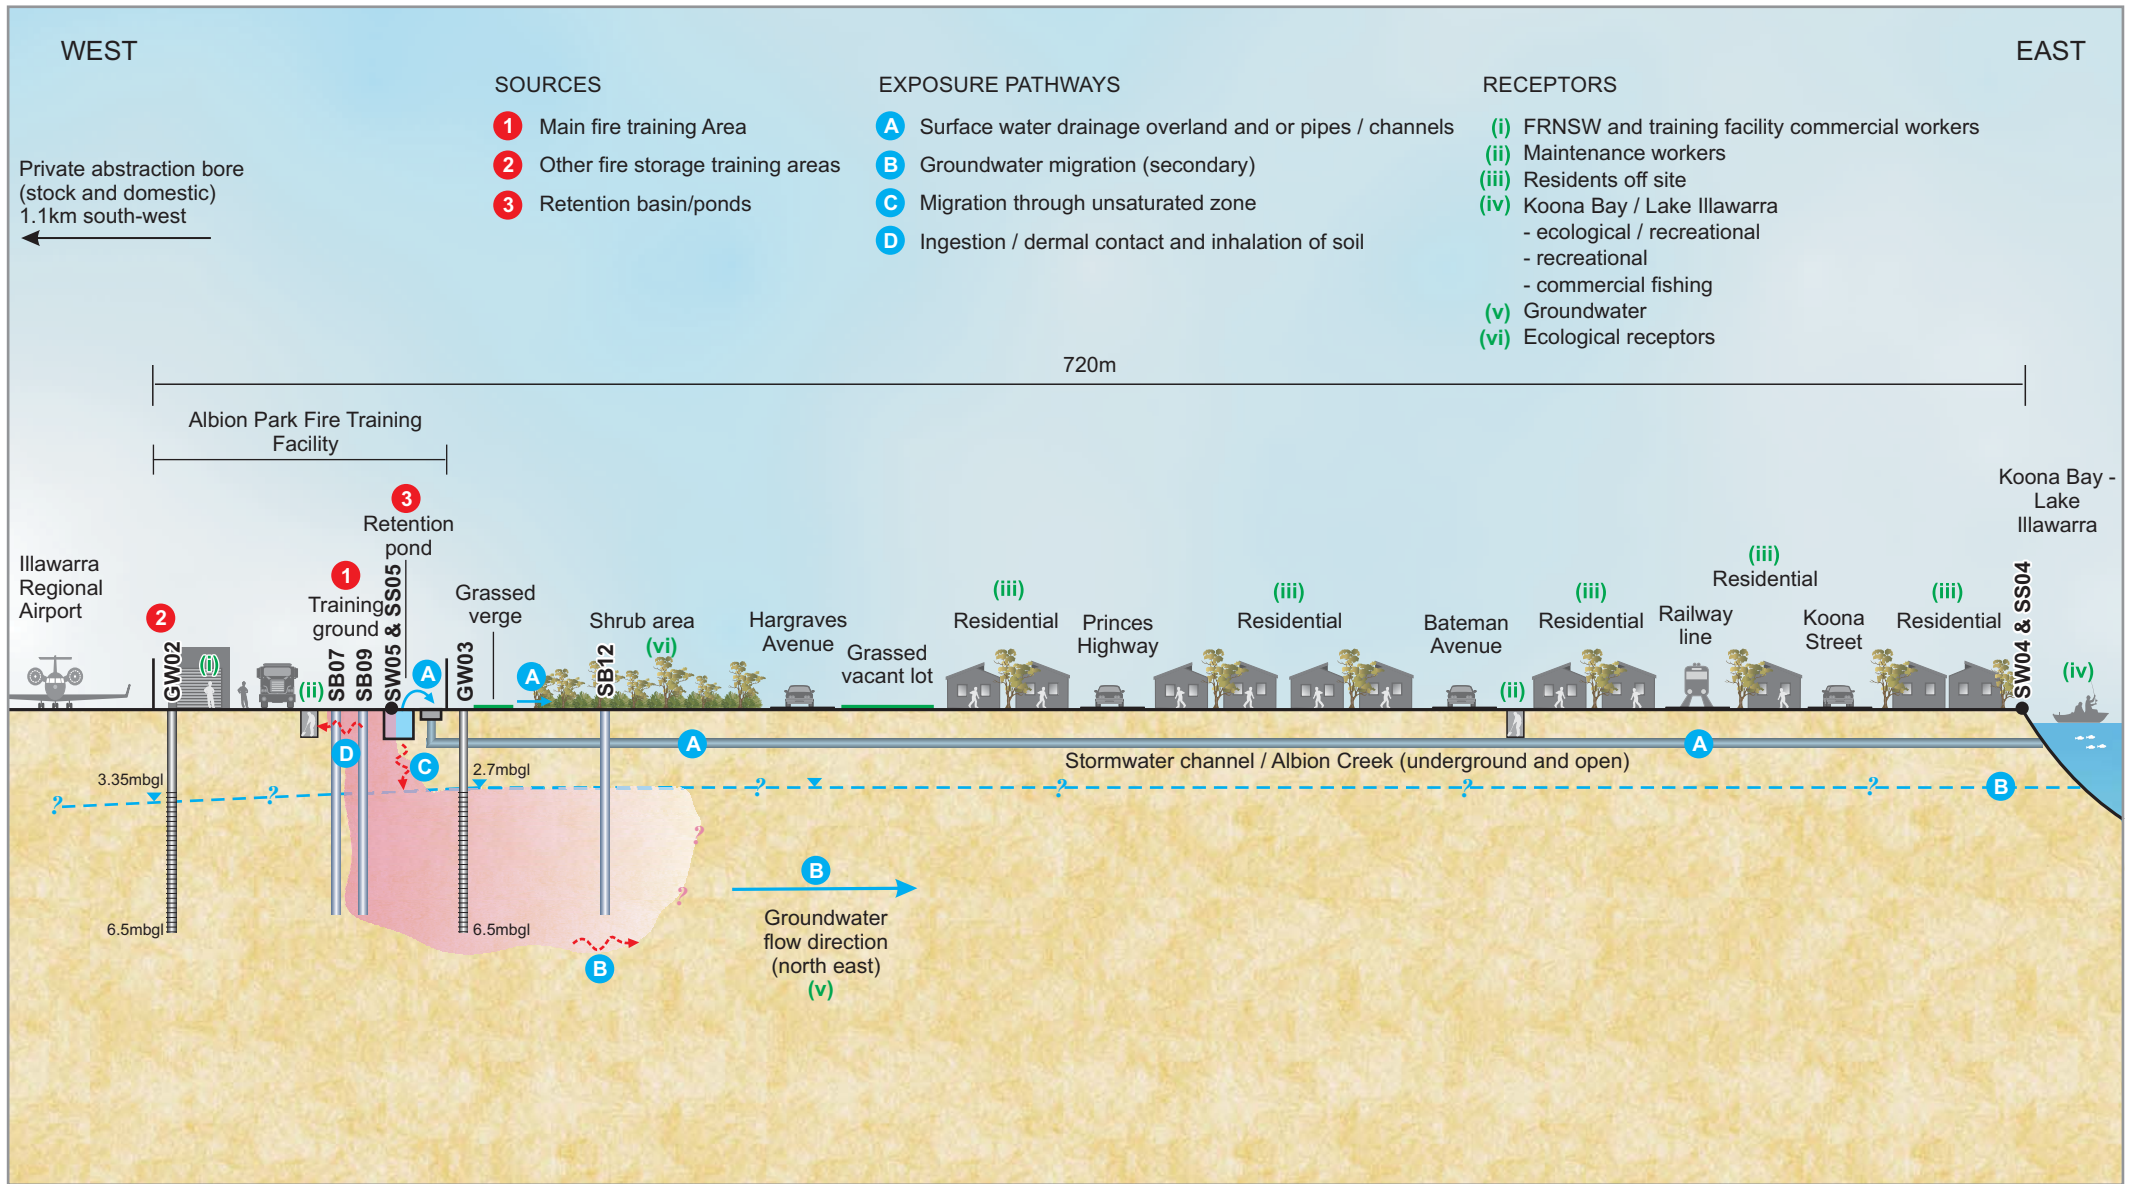 WEST
EAST
SOURCES
1 Main fire training Area
2 Other fire storage training areas
3 Retention basin/ponds
EXPOSURE PATHWAYS
A Surface water drainage overland and or pipes / channels
B Groundwater migration (secondary)
C Migration through unsaturated zone
D Ingestion / dermal contact and inhalation of soil
RECEPTORS
(i) FRNSW and training facility commercial workers
(ii) Maintenance workers
(iii) Residents off site
(iv) Koona Bay / Lake Illawarra
- ecological / recreational
- recreational
- commercial fishing
(v) Groundwater
(vi) Ecological receptors
Private abstraction bore
(stock and domestic)
1.1km south-west
720m
Albion Park Fire Training
Facility
Illawarra
Regional
Airport
2
GW02
(i)
(ii)
1
Training
ground
SB07
SB09
3
Retention
pond
SW05 & SS05
A
GW03
Grassed
verge
A
Shrub area
(vi)
SB12
Hargraves
Avenue
Grassed
vacant lot
(iii)
Residential
Princes
Highway
(iii)
Residential
Bateman
Avenue
(ii)
(iii)
Residential
Railway
line
(iii)
Residential
Koona
Street
(iii)
Residential
SW04 & SS04
Koona Bay -
Lake
Illawarra
(iv)
D
C
A
A
Stormwater channel / Albion Creek (underground and open)
3.35mbgl
2.7mbgl
?
?
?
?
?
?
B
?
?
6.5mbgl
6.5mbgl
B
B
Groundwater
flow direction
(north east)
(v)